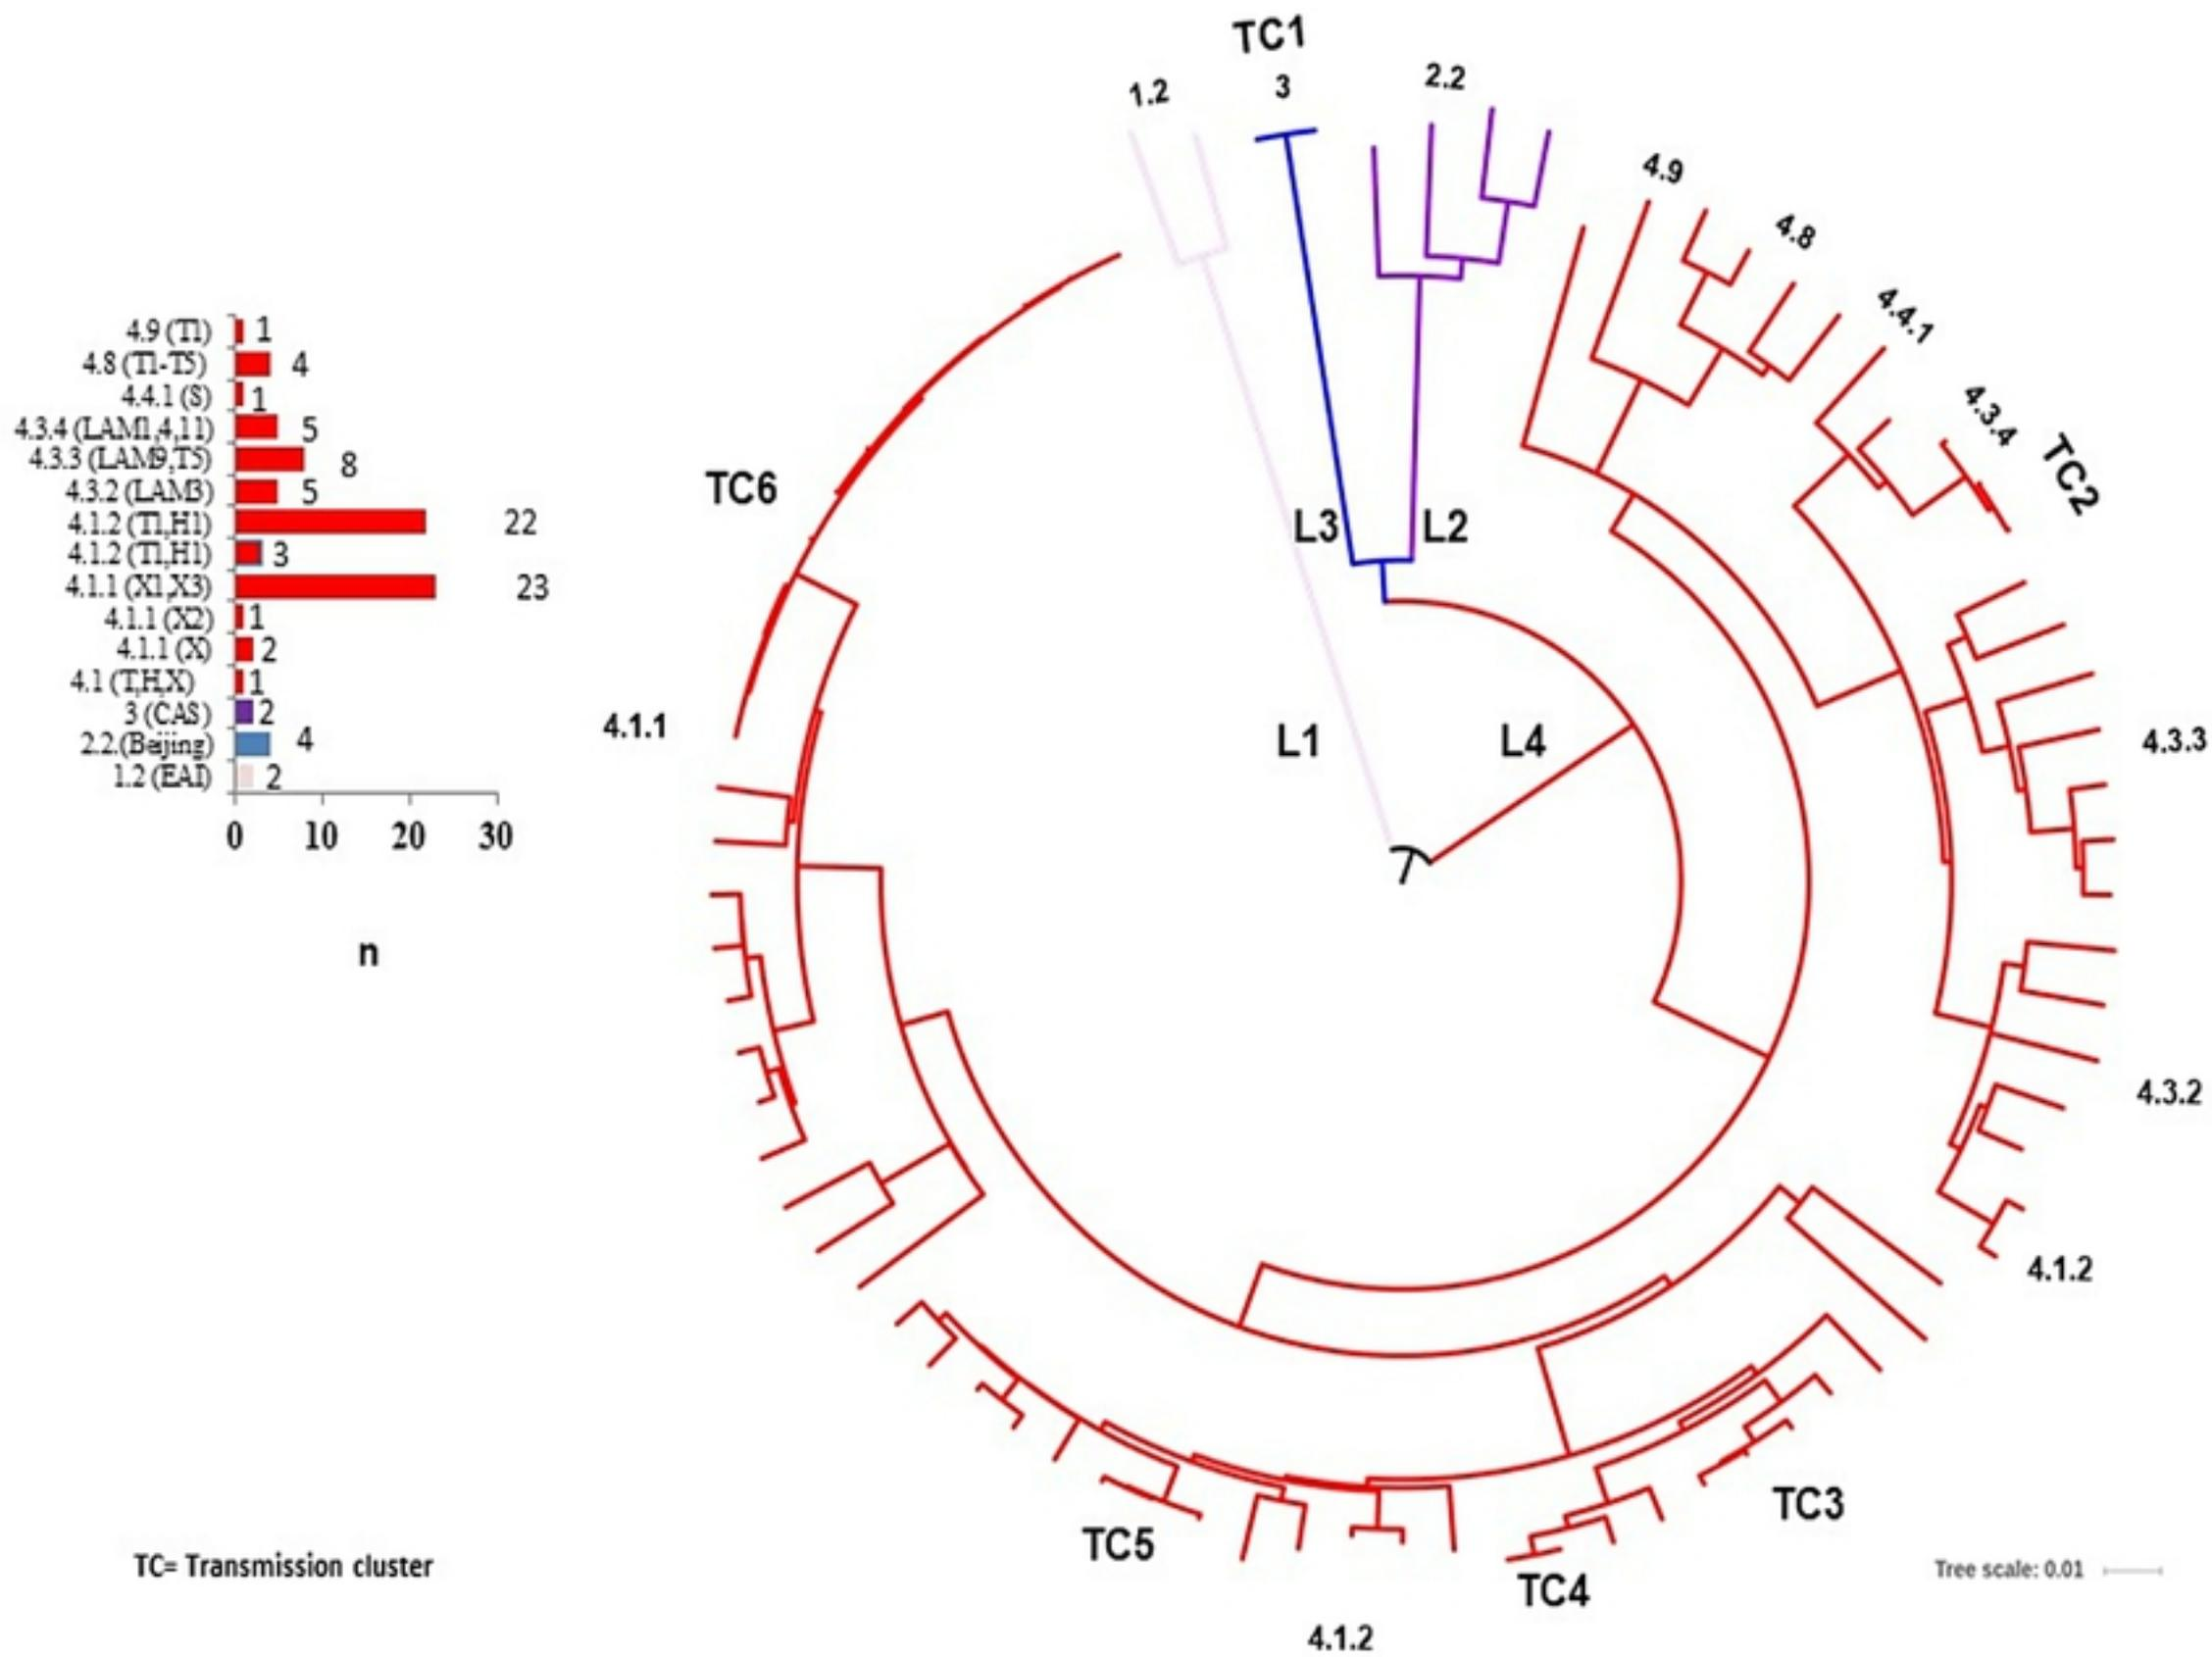 4.9 (T1) 1
4.8 (T1-T5) 4
4.4.1 (S) 1
4.3.4 (LAM1,4,11) 5
4.3.3 (LAM9,T5) 8
4.3.2 (LAM3) 5
4.1.2 (T1,H1) 22
4.1.2 (T1,H1) 3
4.1.1 (X1,X3) 23
4.1.1 (X2) 1
4.1.1 (X) 2
4.1 (T,H,X) 1
3 (CAS) 2
2.2.(Beijing) 4
1.2 (EAI) 2
0 10 20 30
n
TC= Transmission cluster
TC1
1.2
3
2.2
4.9
4.8
4.4.1
4.3.4
TC2
4.3.3
4.3.2
4.1.2
TC3
TC4
4.1.2
TC5
4.1.1
TC6
L3
L2
L1
L4
Tree scale: 0.01